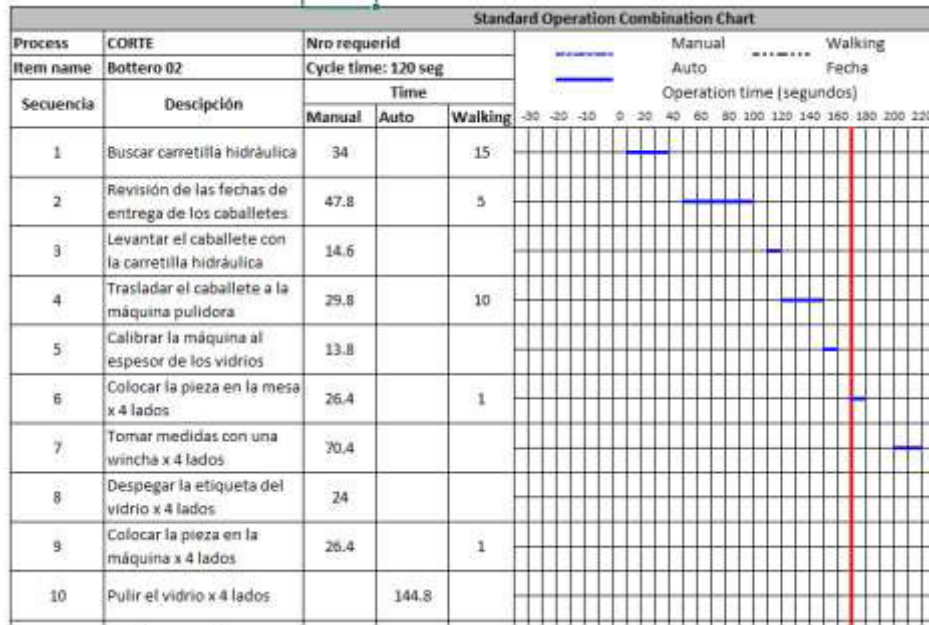 Standard Operation Combination Chart
Process CORTE Nro requerid
Manual Walking
Item name Bottero 02 Cycle time: 120 seg
Auto Fecha
Secuencia Descipción Time
Operation time (segundos)
Manual Auto Walking -30 -20 -10 0 20 40 60 80 100 120 140 160 180 200 220
1 Buscar carretilla hidráulica 34 15
2 Revisión de las fechas de
entrega de los caballetes 47.8 5
3 Levantar el caballete con
la carretilla hidráulica 14.6
4 Trasladar el caballete a la
máquina pulidora 29.8 10
5 Calibrar la máquina al
espesor de los vidrios 13.8
6 Colocar la pieza en la mesa
x 4 lados 26.4 1
7 Tomar medidas con una
wincha x 4 lados 70.4
8 Despegar la etiqueta del
vidrio x 4 lados 24
9 Colocar la pieza en la
máquina x 4 lados 26.4 1
10 Pulir el vidrio x 4 lados 144.8